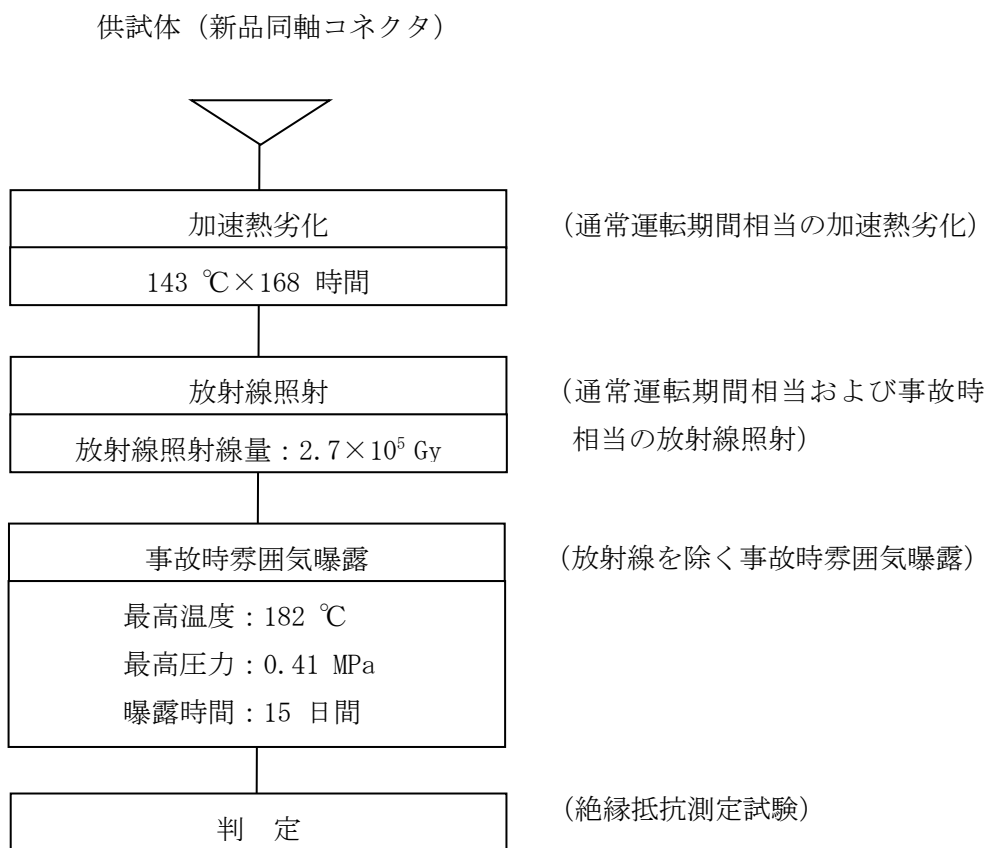 供試体（新品同軸コネクタ）
加速熱劣化
（通常運転期間相当の加速熱劣化）
143 ℃×168 時間
放射線照射
（通常運転期間相当および事故時
相当の放射線照射）
放射線照射線量：2.7×10⁵ Gy
事故時雰囲気曝露
（放射線を除く事故時雰囲気曝露）
最高温度：182 ℃
最高圧力：0.41 MPa
曝露時間：15 日間
判　定
（絶縁抵抗測定試験）